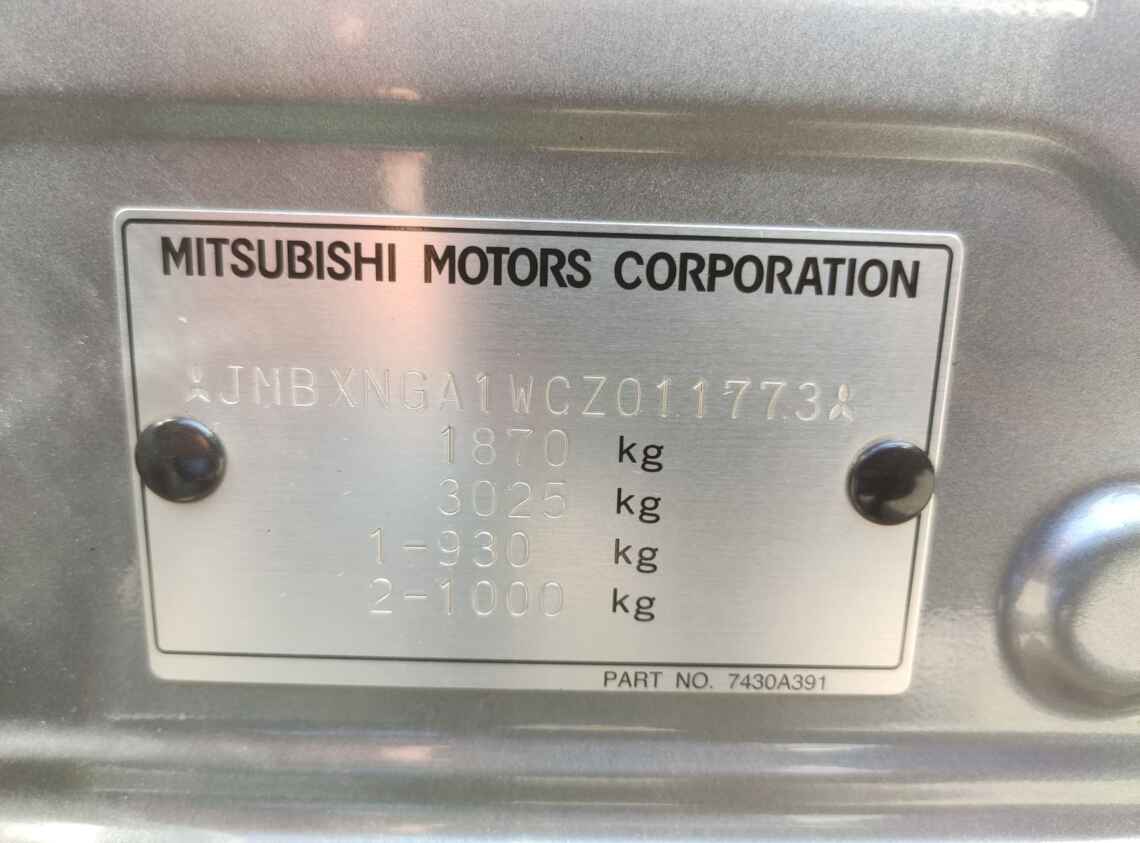 MITSUBISHI MOTORS CORPORATION
JMBXNGA1WCZ011773
1870 kg
3025 kg
1-930 kg
2-1000 kg
PART NO. 7430A391